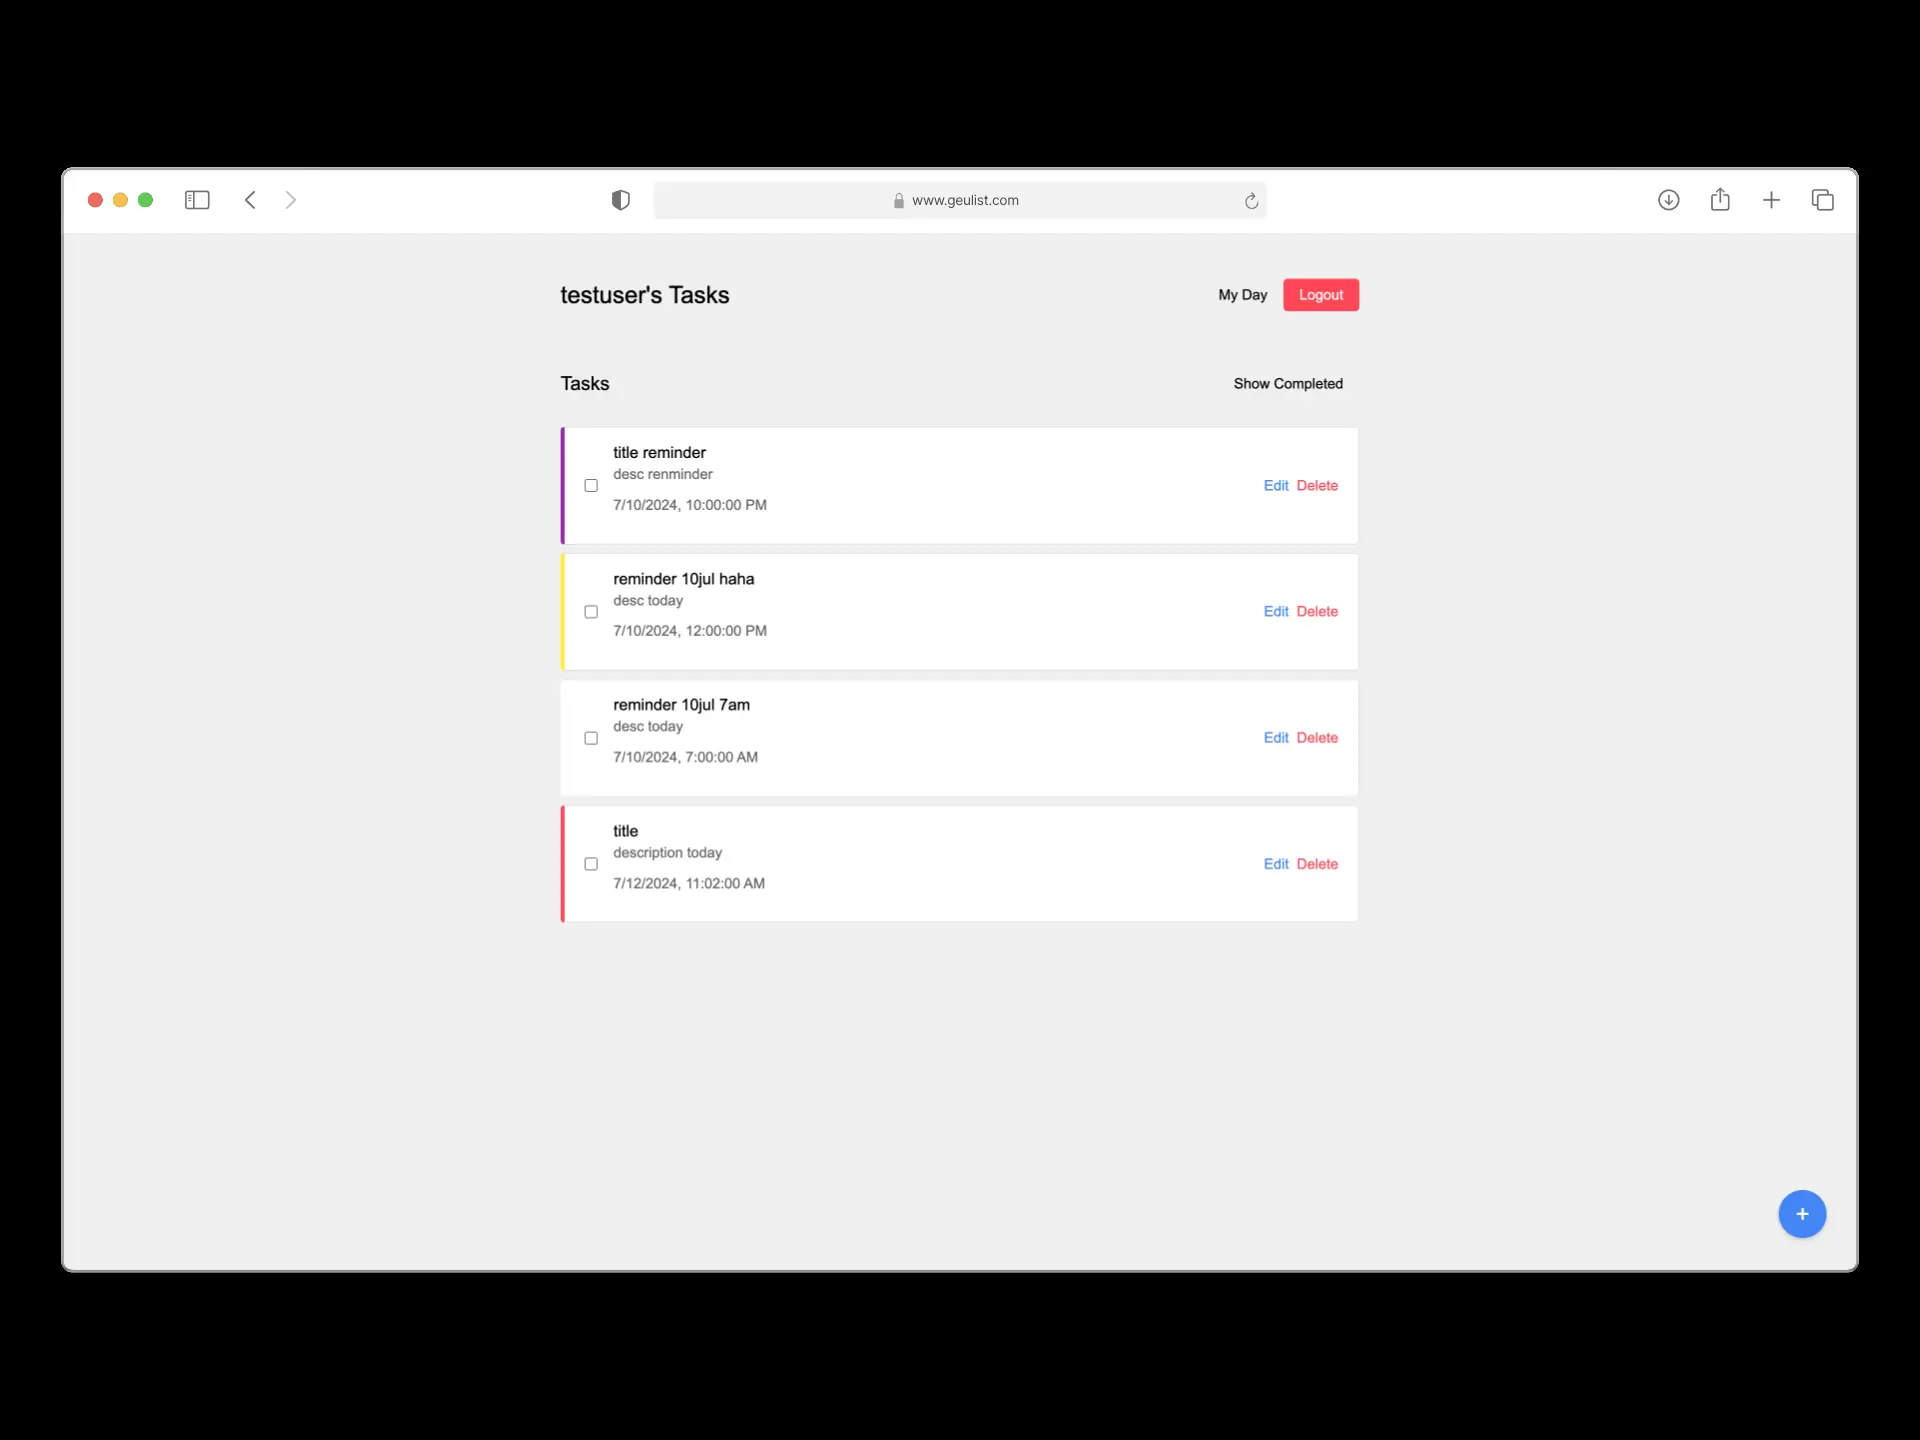 www.geulist.com
testuser's Tasks
My Day
Logout
Tasks
Show Completed
title reminder
desc renminder
7/10/2024, 10:00:00 PM
Edit Delete
reminder 10jul haha
desc today
7/10/2024, 12:00:00 PM
Edit Delete
reminder 10jul 7am
desc today
7/10/2024, 7:00:00 AM
Edit Delete
title
description today
7/12/2024, 11:02:00 AM
Edit Delete
+